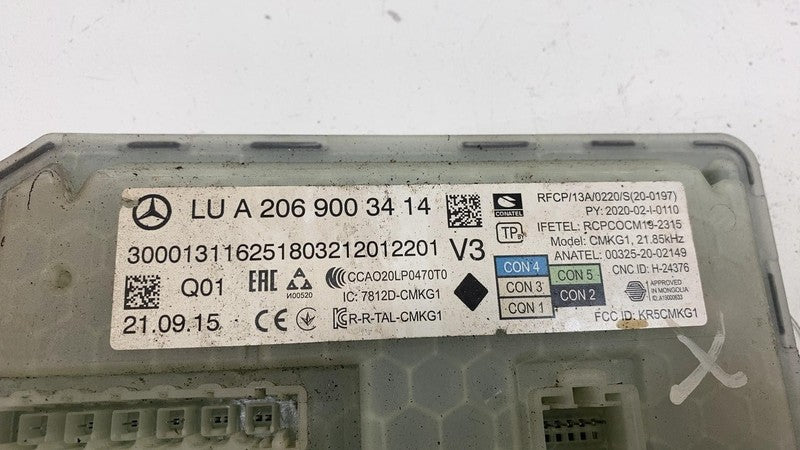 LU A 206 900 34 14
300013116251803212012201 V3
Q01
21.09.15
EAC
И00520
CCAO20LP0470T0
IC: 7812D-CMKG1
CE
R-R-TAL-CMKG1
CONATEL
TP
RFCP/13A/0220/S(20-0197)
PY: 2020-02-I-0110
IFETEL: RCPCOCM19-2315
Model: CMKG1, 21.85kHz
ANATEL: 00325-20-02149
CNC ID: H-24376
CON 4
CON 5
CON 3
CON 2
CON 1
APPROVED
IN MONGOLIA
FCC ID: KR5CMKG1
X